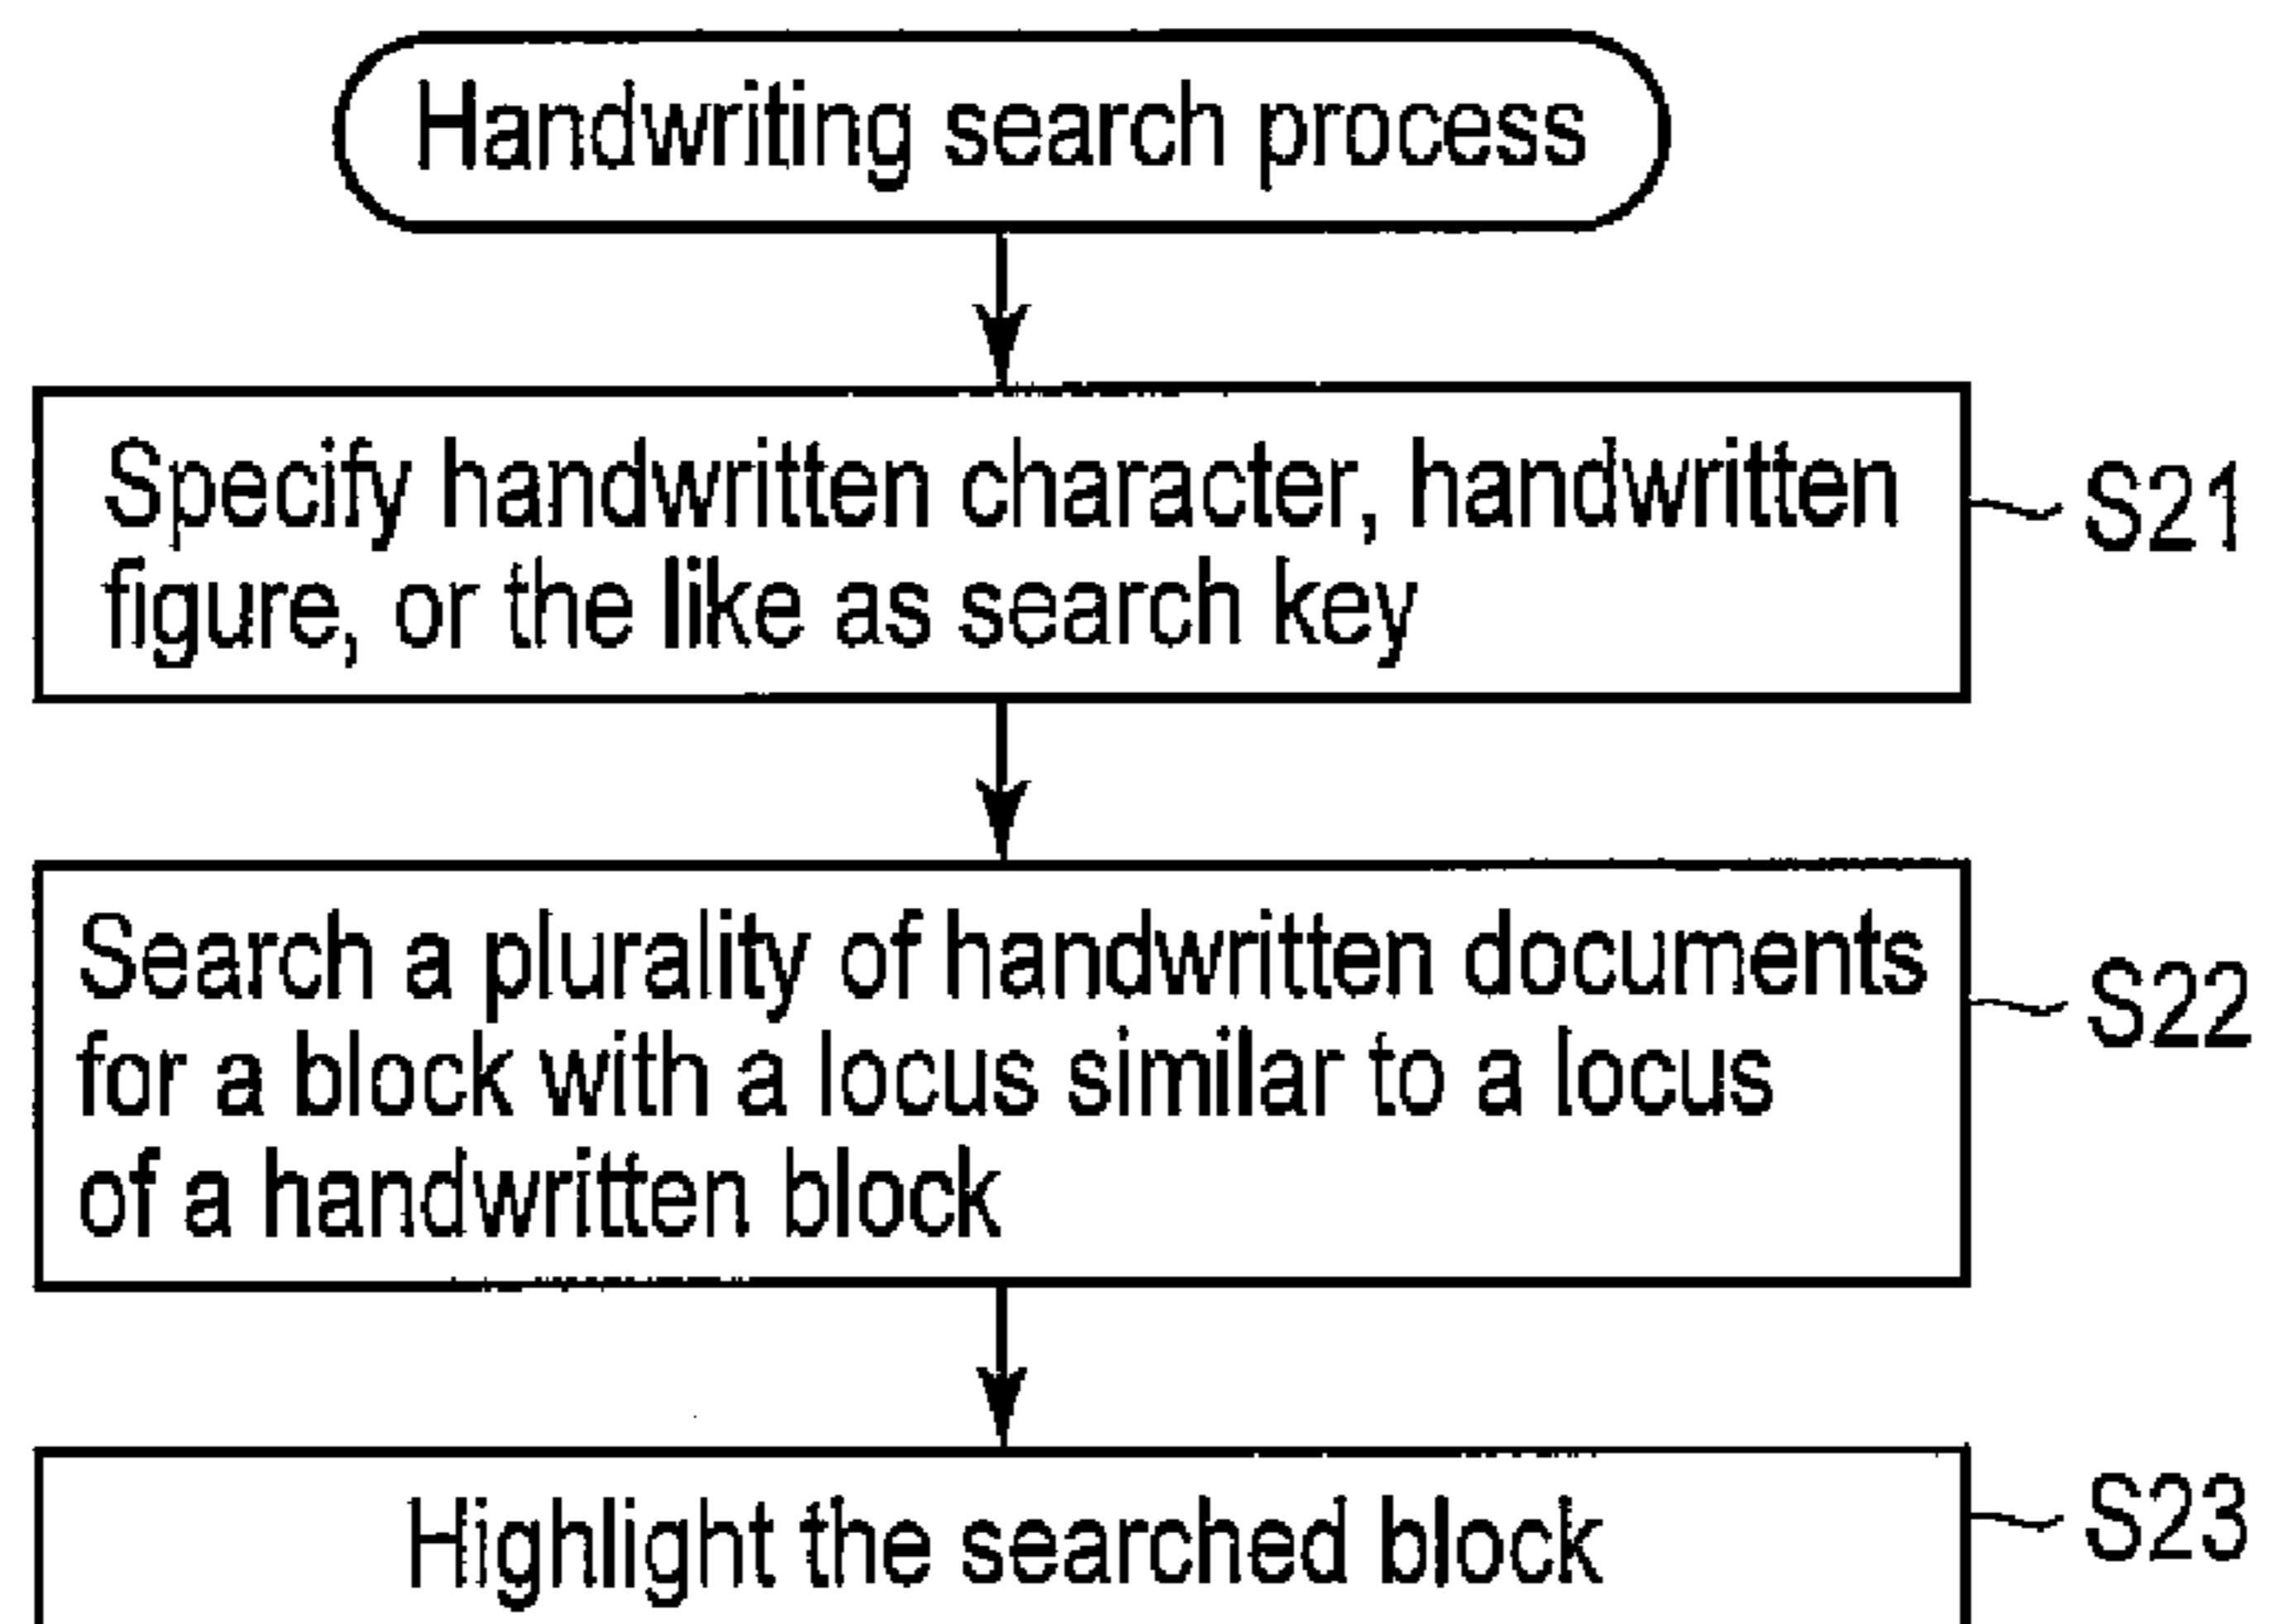 Handwriting search process
Specify handwritten character, handwritten
figure, or the like as search key
S21
Search a plurality of handwritten documents
for a block with a locus similar to a locus
of a handwritten block
S22
Highlight the searched block
S23